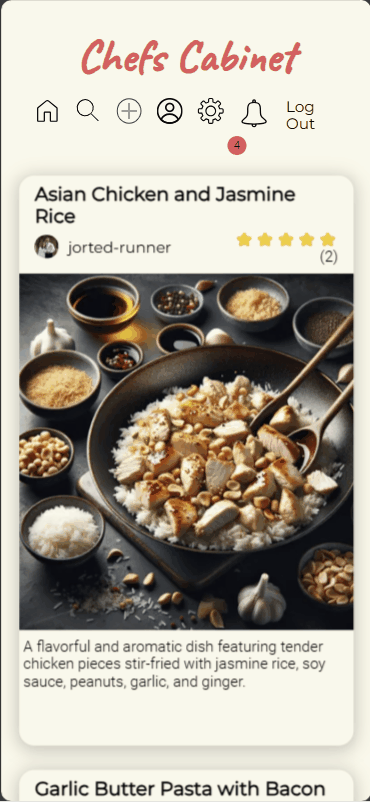 Chefs Cabinet
Log
Out
4
Asian Chicken and Jasmine
Rice
jorted-runner
(2)
A flavorful and aromatic dish featuring tender
chicken pieces stir-fried with jasmine rice, soy
sauce, peanuts, garlic, and ginger.
Garlic Butter Pasta with Bacon